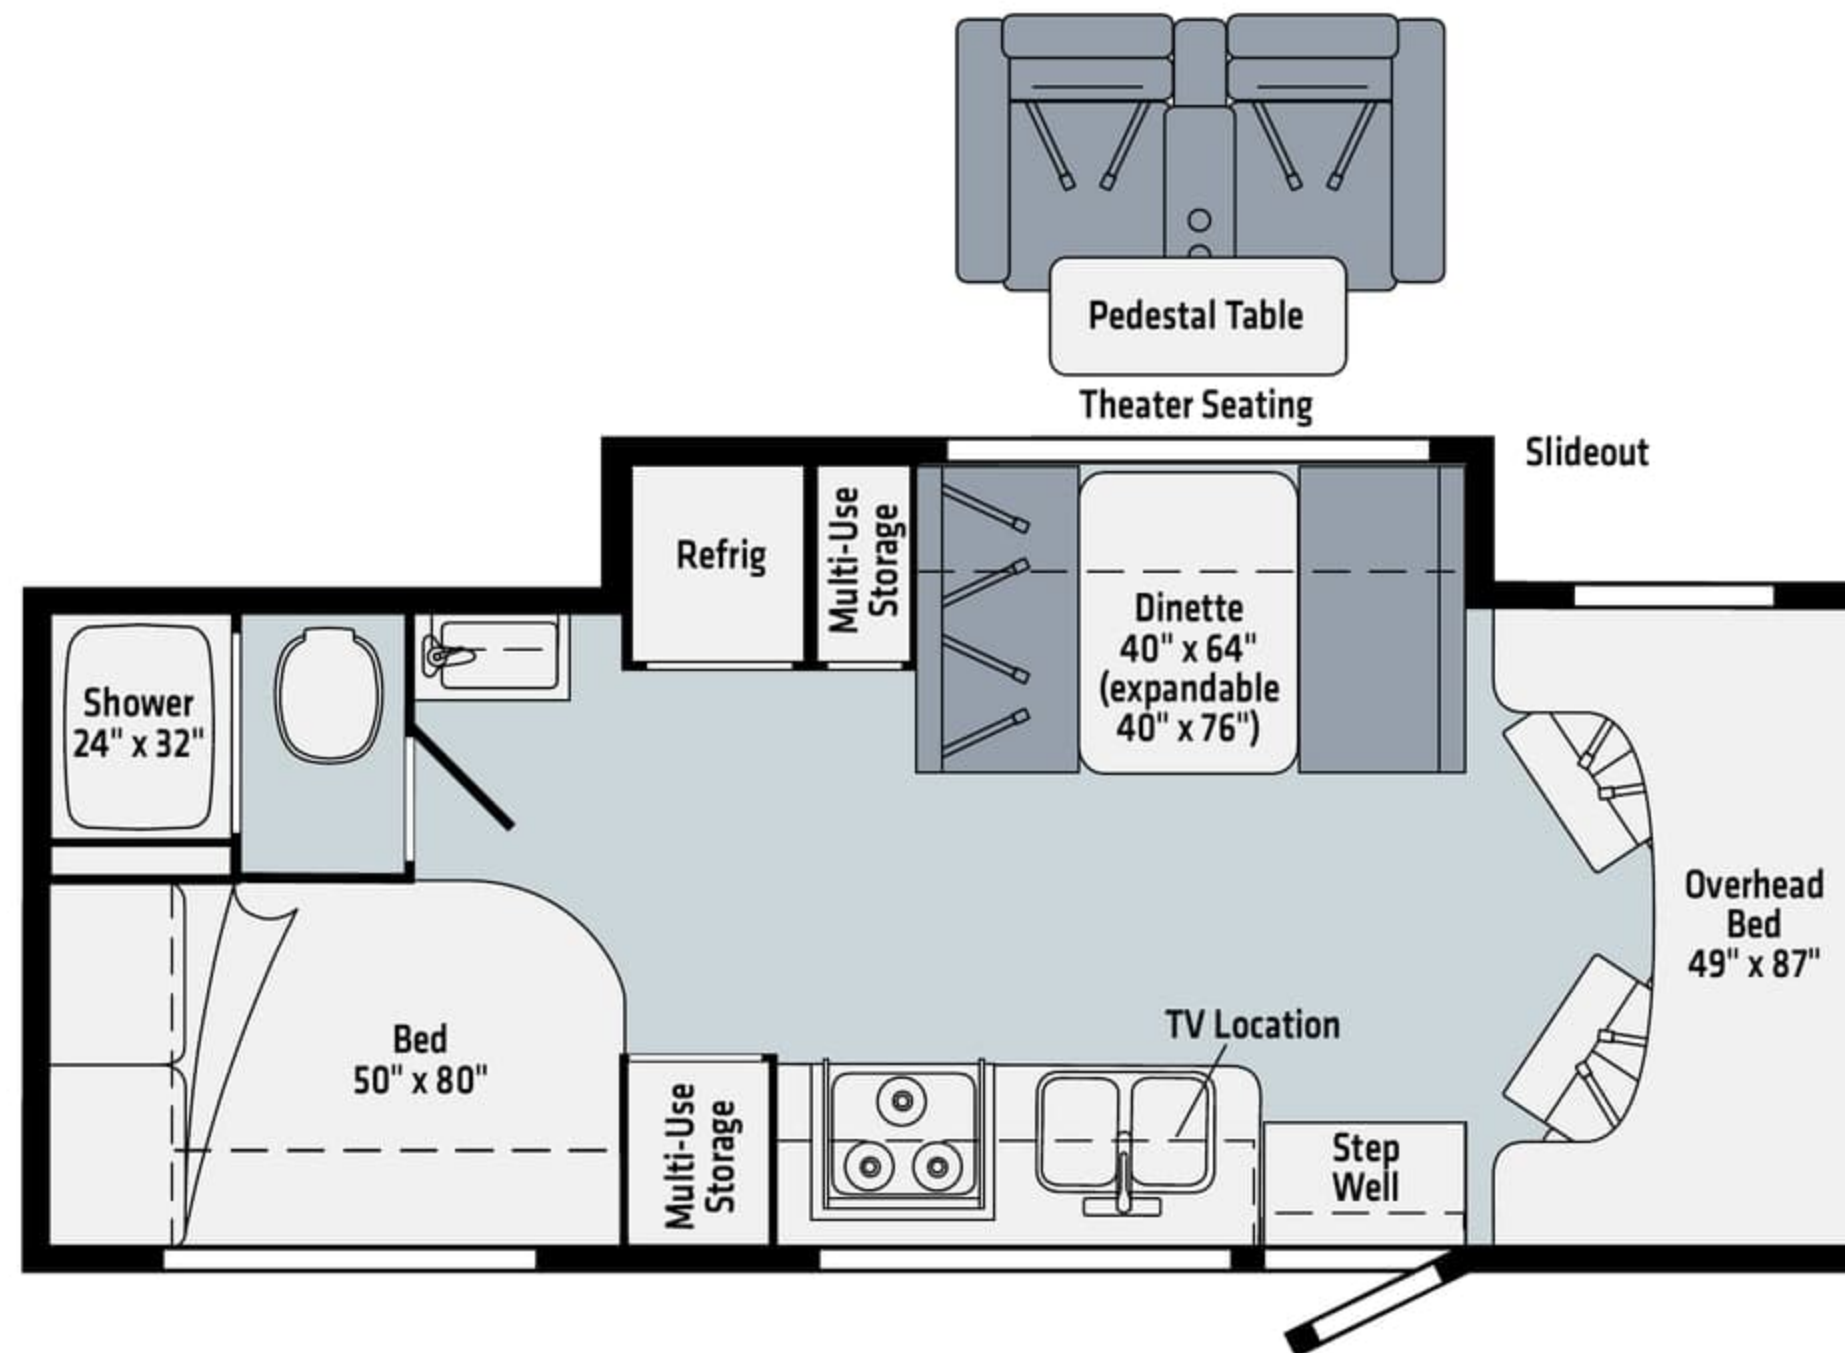 Pedestal Table
Theater Seating
Slideout
Refrig
Multi-Use
Storage
Dinette
40" x 64"
(expandable
40" x 76")
Shower
24" x 32"
Overhead
Bed
49" x 87"
Bed
50" x 80"
TV Location
Multi-Use
Storage
Step
Well